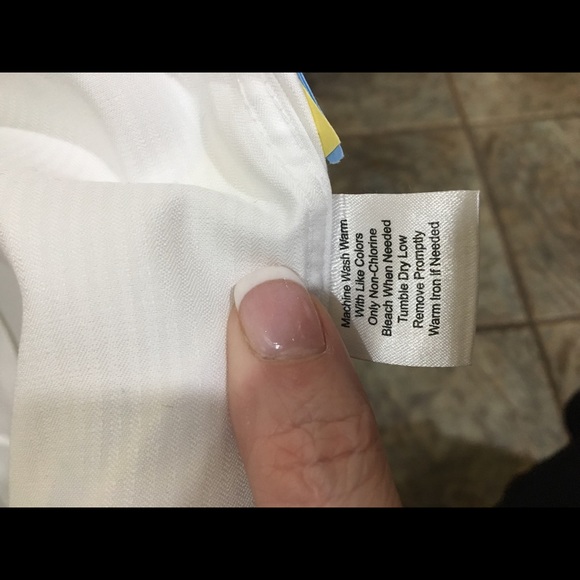 Machine Wash Warm
With Like Colors
Only Non-Chlorine
Bleach When Needed
Tumble Dry Low
Remove Promptly
Warm Iron If Needed